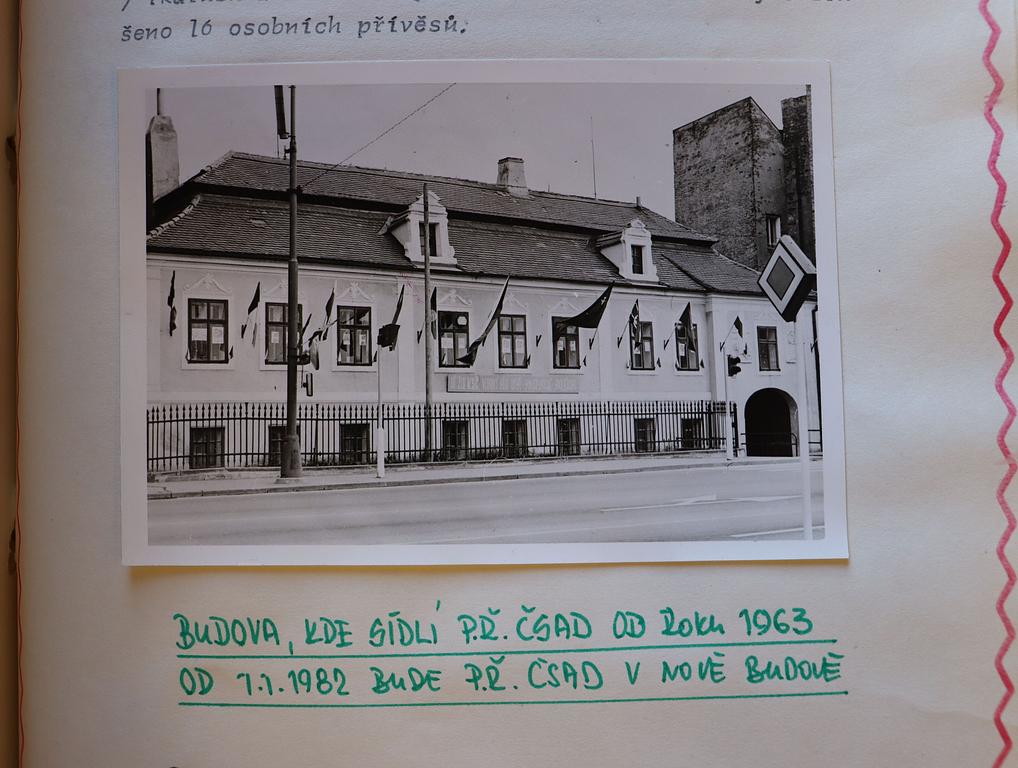 šeno 16 osobních přívěsů.
BUDOVA, KDE SÍDLÍ P.Ř. ČSAD OD ROKU 1963
OD 1.1.1982 BUDE P.Ř. ČSAD V NOVÉ BUDOVĚ